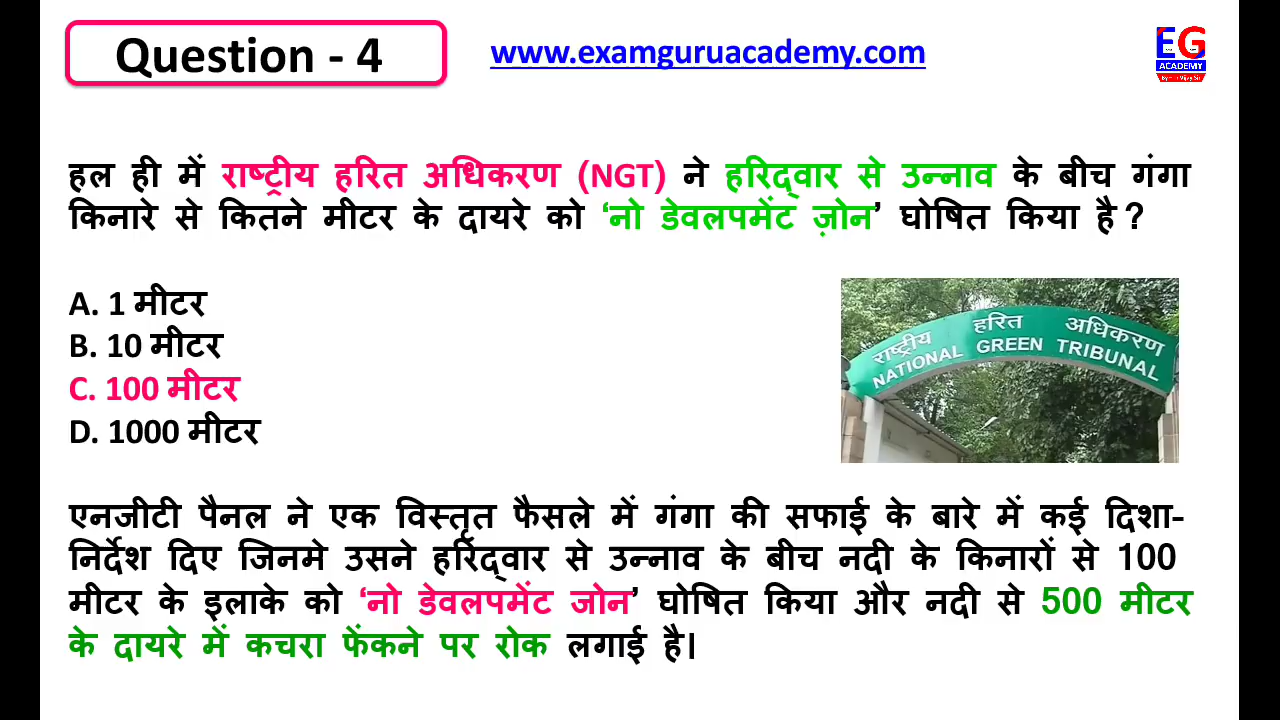 Question - 4
www.examguruacademy.com
EG
ACADEMY
हल ही में राष्ट्रीय हरित अधिकरण (NGT) ने हरिद्वार से उन्नाव के बीच गंगा
किनारे से कितने मीटर के दायरे को ‘नो डेवलपमेंट ज़ोन’ घोषित किया है ?
A. 1 मीटर
B. 10 मीटर
C. 100 मीटर
D. 1000 मीटर
राष्ट्रीय हरित अधिकरण
NATIONAL GREEN TRIBUNAL
एनजीटी पैनल ने एक विस्तृत फैसले में गंगा की सफाई के बारे में कई दिशा-
निर्देश दिए जिनमे उसने हरिद्वार से उन्नाव के बीच नदी के किनारों से 100
मीटर के इलाके को ‘नो डेवलपमेंट जोन’ घोषित किया और नदी से 500 मीटर
के दायरे में कचरा फेंकने पर रोक लगाई है।